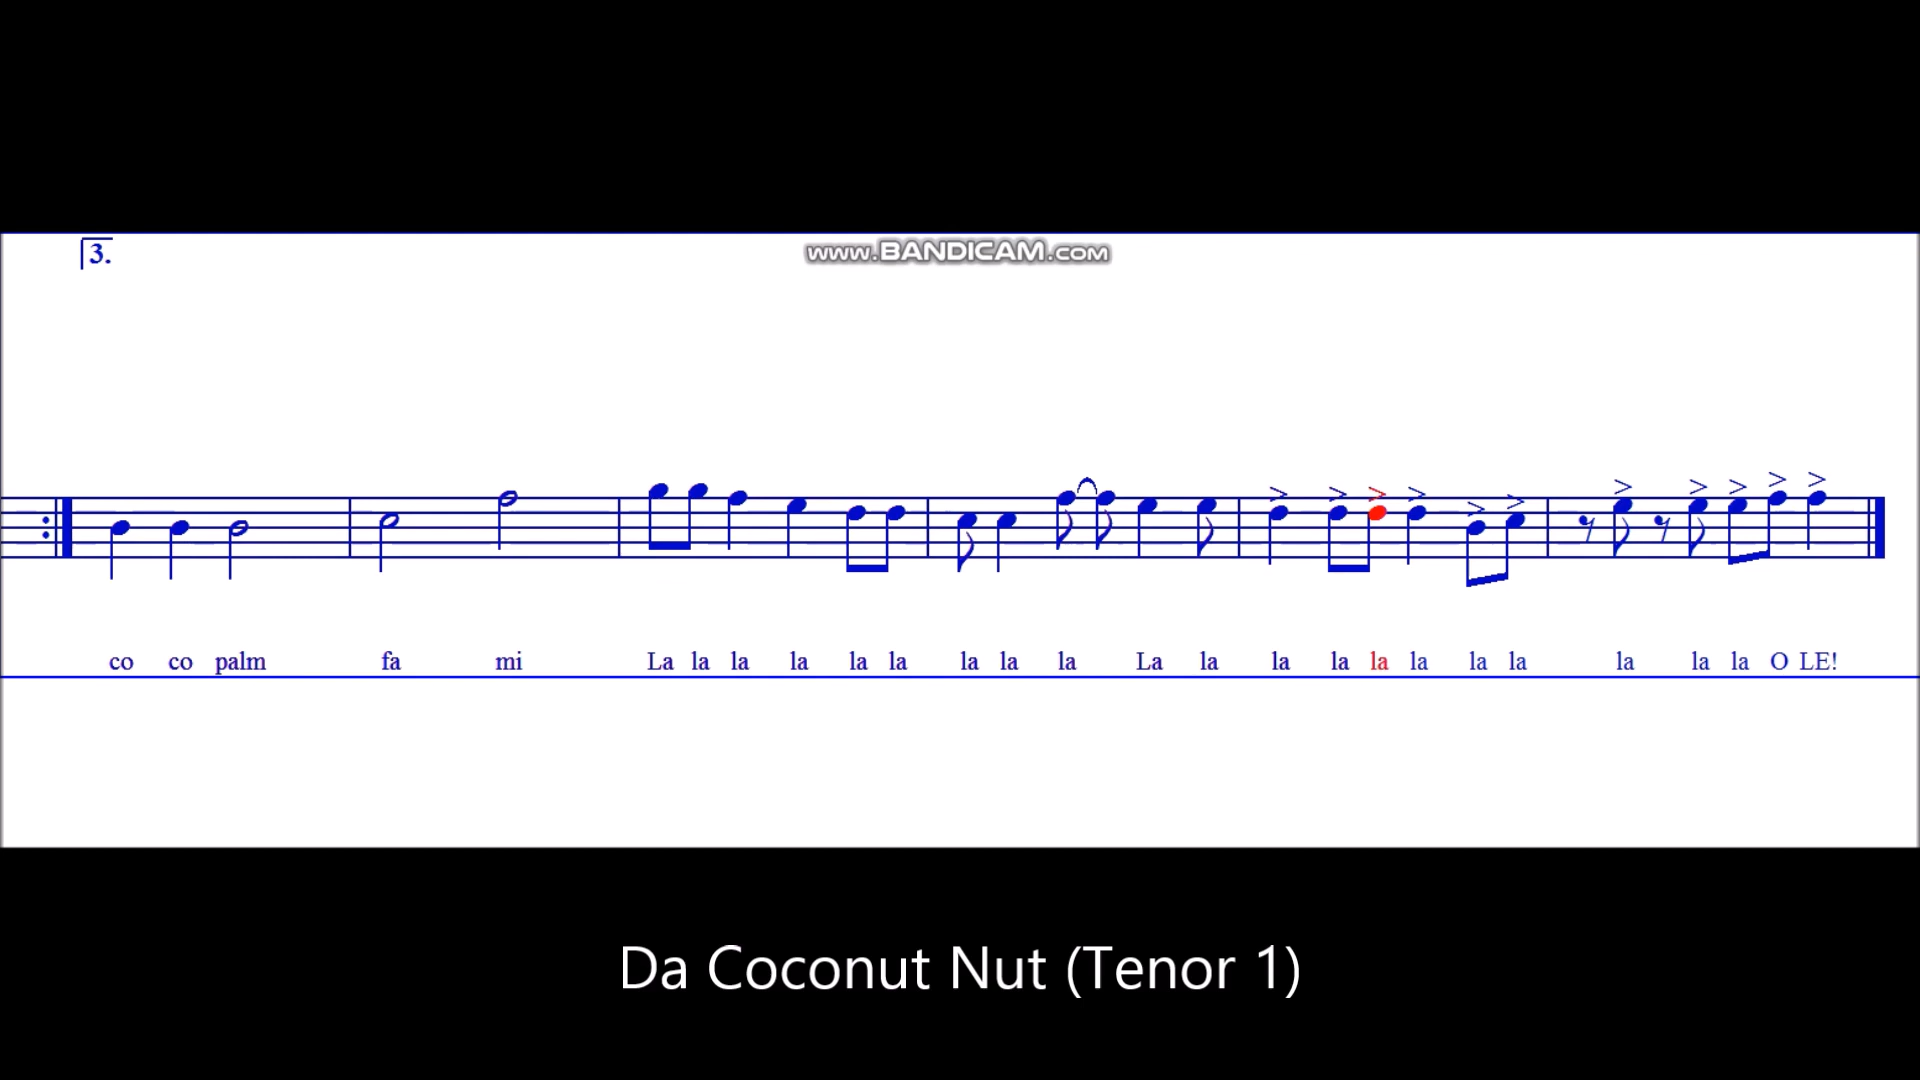 3.
www.BANDICAM.com
co co palm fa mi La la la la la la la la la La la la la la la la la la la la O LE!
Da Coconut Nut (Tenor 1)